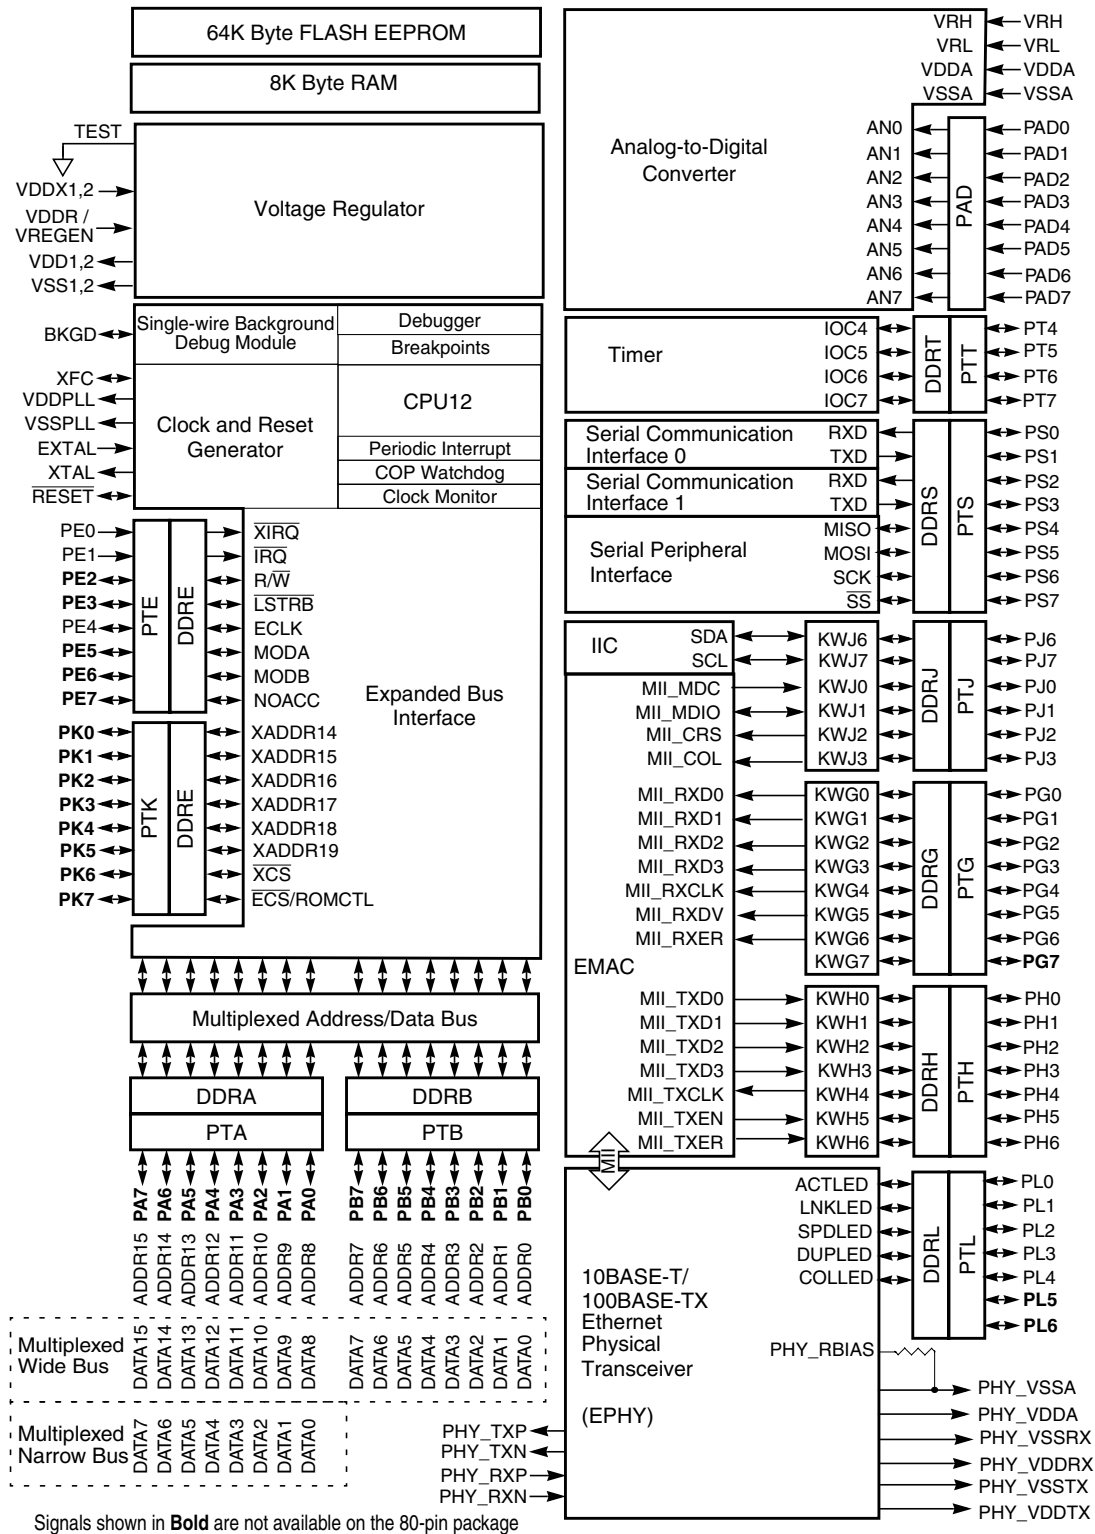 64K Byte FLASH EEPROM
8K Byte RAM
TEST
VDDX1,2
VDDR /
VREGEN
VDD1,2
VSS1,2
Voltage Regulator
BKGD
Single-wire Background
Debug Module
Debugger
Breakpoints
XFC
VDDPLL
VSSPLL
EXTAL
XTAL
RESET
Clock and Reset
Generator
CPU12
Periodic Interrupt
COP Watchdog
Clock Monitor
PE0
PE1
PE2
PE3
PE4
PE5
PE6
PE7
PTE
DDRE
XIRQ
IRQ
R/W
LSTRB
ECLK
MODA
MODB
NOACC
Expanded Bus
Interface
PK0
PK1
PK2
PK3
PK4
PK5
PK6
PK7
PTK
DDRE
XADDR14
XADDR15
XADDR16
XADDR17
XADDR18
XADDR19
XCS
ECS/ROMCTL
Multiplexed Address/Data Bus
DDRA
DDRB
PTA
PTB
PA7
PA6
PA5
PA4
PA3
PA2
PA1
PA0
PB7
PB6
PB5
PB4
PB3
PB2
PB1
PB0
ADDR15
ADDR14
ADDR13
ADDR12
ADDR11
ADDR10
ADDR9
ADDR8
ADDR7
ADDR6
ADDR5
ADDR4
ADDR3
ADDR2
ADDR1
ADDR0
Multiplexed
Wide Bus
DATA15
DATA14
DATA13
DATA12
DATA11
DATA10
DATA9
DATA8
DATA7
DATA6
DATA5
DATA4
DATA3
DATA2
DATA1
DATA0
Multiplexed
Narrow Bus
DATA7
DATA6
DATA5
DATA4
DATA3
DATA2
DATA1
DATA0
Signals shown in Bold are not available on the 80-pin package
Analog-to-Digital
Converter
VRH
VRL
VDDA
VSSA
VRH
VRL
VDDA
VSSA
AN0
AN1
AN2
AN3
AN4
AN5
AN6
AN7
PAD
PAD0
PAD1
PAD2
PAD3
PAD4
PAD5
PAD6
PAD7
Timer
IOC4
IOC5
IOC6
IOC7
DDRT
PTT
PT4
PT5
PT6
PT7
Serial Communication
Interface 0
RXD
TXD
Serial Communication
Interface 1
RXD
TXD
Serial Peripheral
Interface
MISO
MOSI
SCK
SS
DDRS
PTS
PS0
PS1
PS2
PS3
PS4
PS5
PS6
PS7
IIC
SDA
SCL
KWJ6
KWJ7
KWJ0
KWJ1
KWJ2
KWJ3
DDRJ
PTJ
PJ6
PJ7
PJ0
PJ1
PJ2
PJ3
MII_MDC
MII_MDIO
MII_CRS
MII_COL
MII_RXD0
MII_RXD1
MII_RXD2
MII_RXD3
MII_RXCLK
MII_RXDV
MII_RXER
EMAC
KWG0
KWG1
KWG2
KWG3
KWG4
KWG5
KWG6
KWG7
DDRG
PTG
PG0
PG1
PG2
PG3
PG4
PG5
PG6
PG7
MII_TXD0
MII_TXD1
MII_TXD2
MII_TXD3
MII_TXCLK
MII_TXEN
MII_TXER
KWH0
KWH1
KWH2
KWH3
KWH4
KWH5
KWH6
DDRH
PTH
PH0
PH1
PH2
PH3
PH4
PH5
PH6
MII
10BASE-T/
100BASE-TX
Ethernet
Physical
Transceiver
(EPHY)
ACTLED
LNKLED
SPDLED
DUPLED
COLLED
DDRL
PTL
PL0
PL1
PL2
PL3
PL4
PL5
PL6
PHY_RBIAS
PHY_VSSA
PHY_VDDA
PHY_VSSRX
PHY_VDDRX
PHY_VSSTX
PHY_VDDTX
PHY_TXP
PHY_TXN
PHY_RXP
PHY_RXN